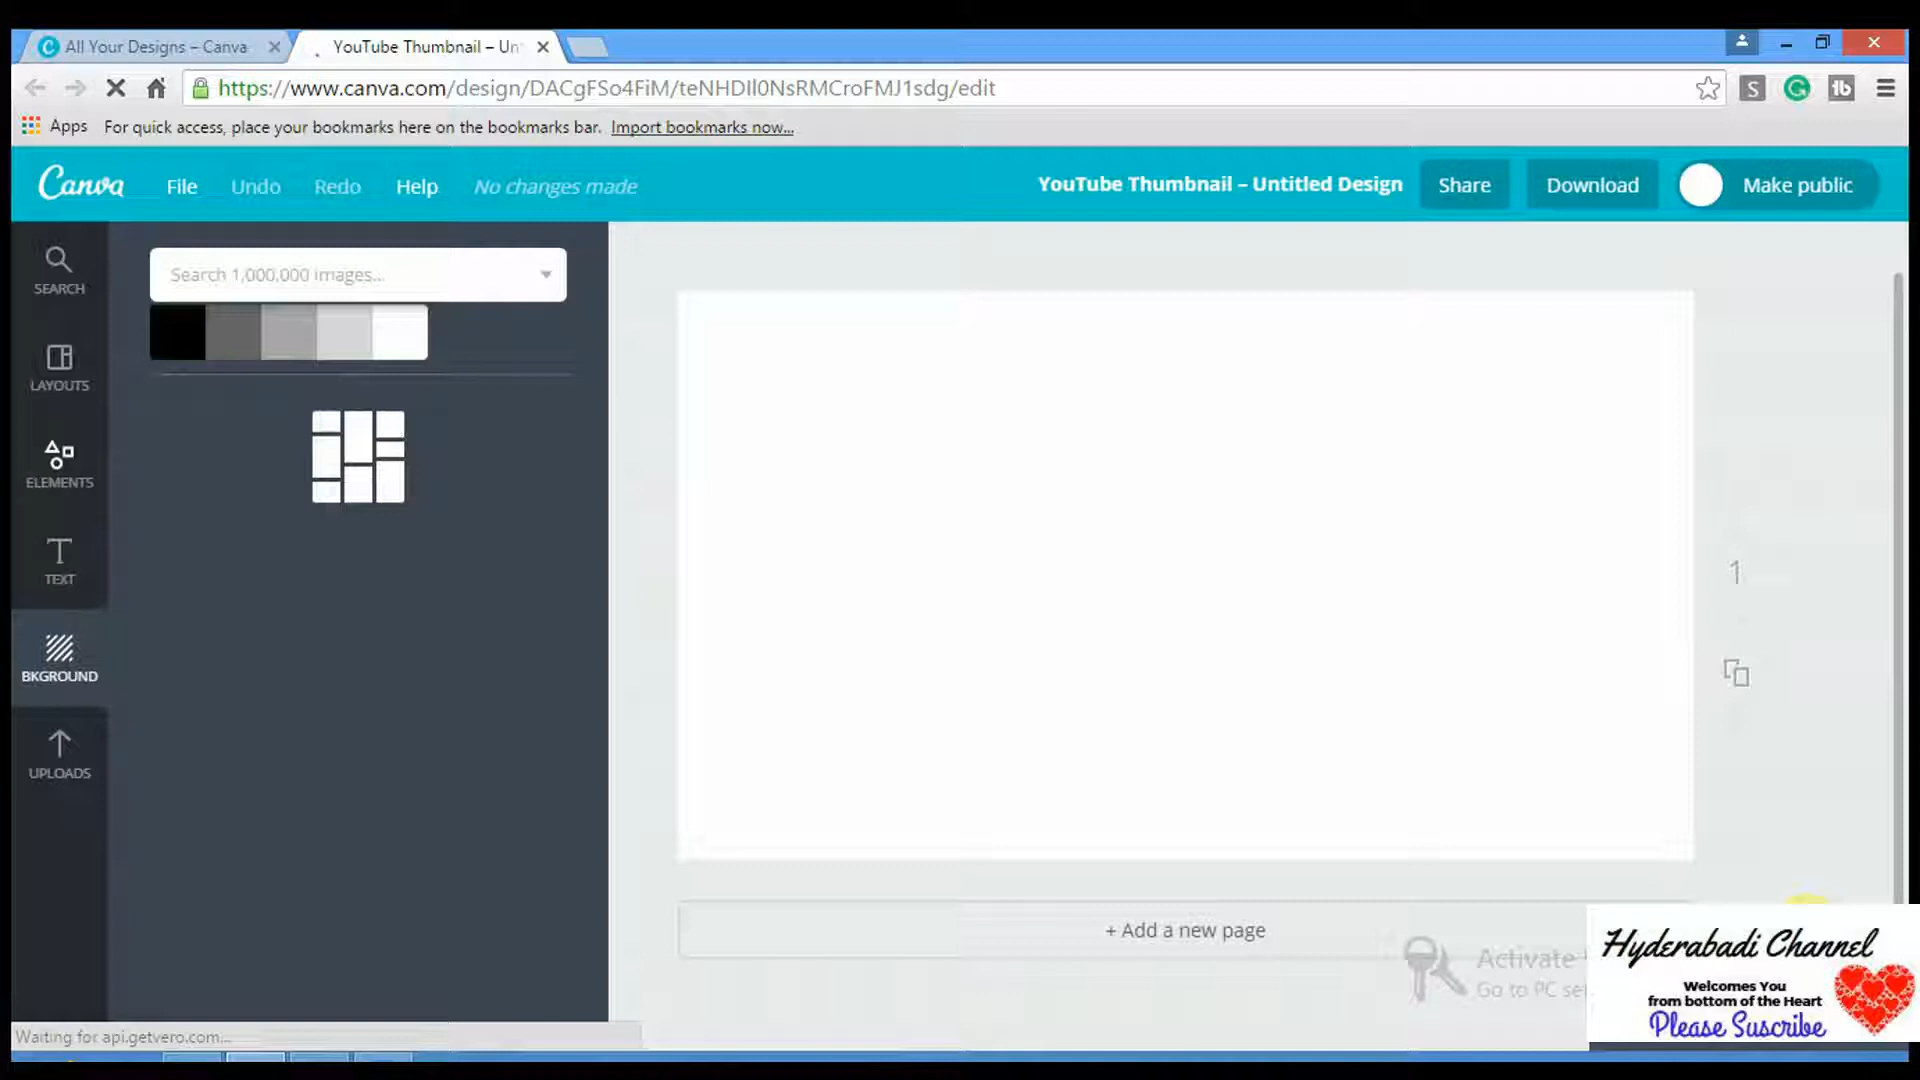 All Your Designs – Canva
YouTube Thumbnail – Un
https://www.canva.com/design/DACgFSo4FiM/teNHDIl0NsRMCroFMJ1sdg/edit
Apps
For quick access, place your bookmarks here on the bookmarks bar. Import bookmarks now...
Canva
File
Undo
Redo
Help
No changes made
YouTube Thumbnail – Untitled Design
Share
Download
Make public
SEARCH
LAYOUTS
ELEMENTS
TEXT
BKGROUND
UPLOADS
Search 1,000,000 images...
1
+ Add a new page
Activate
Go to PC se
Hyderabadi Channel
Welcomes You
from bottom of the Heart
Please Suscribe
Waiting for api.getvero.com...